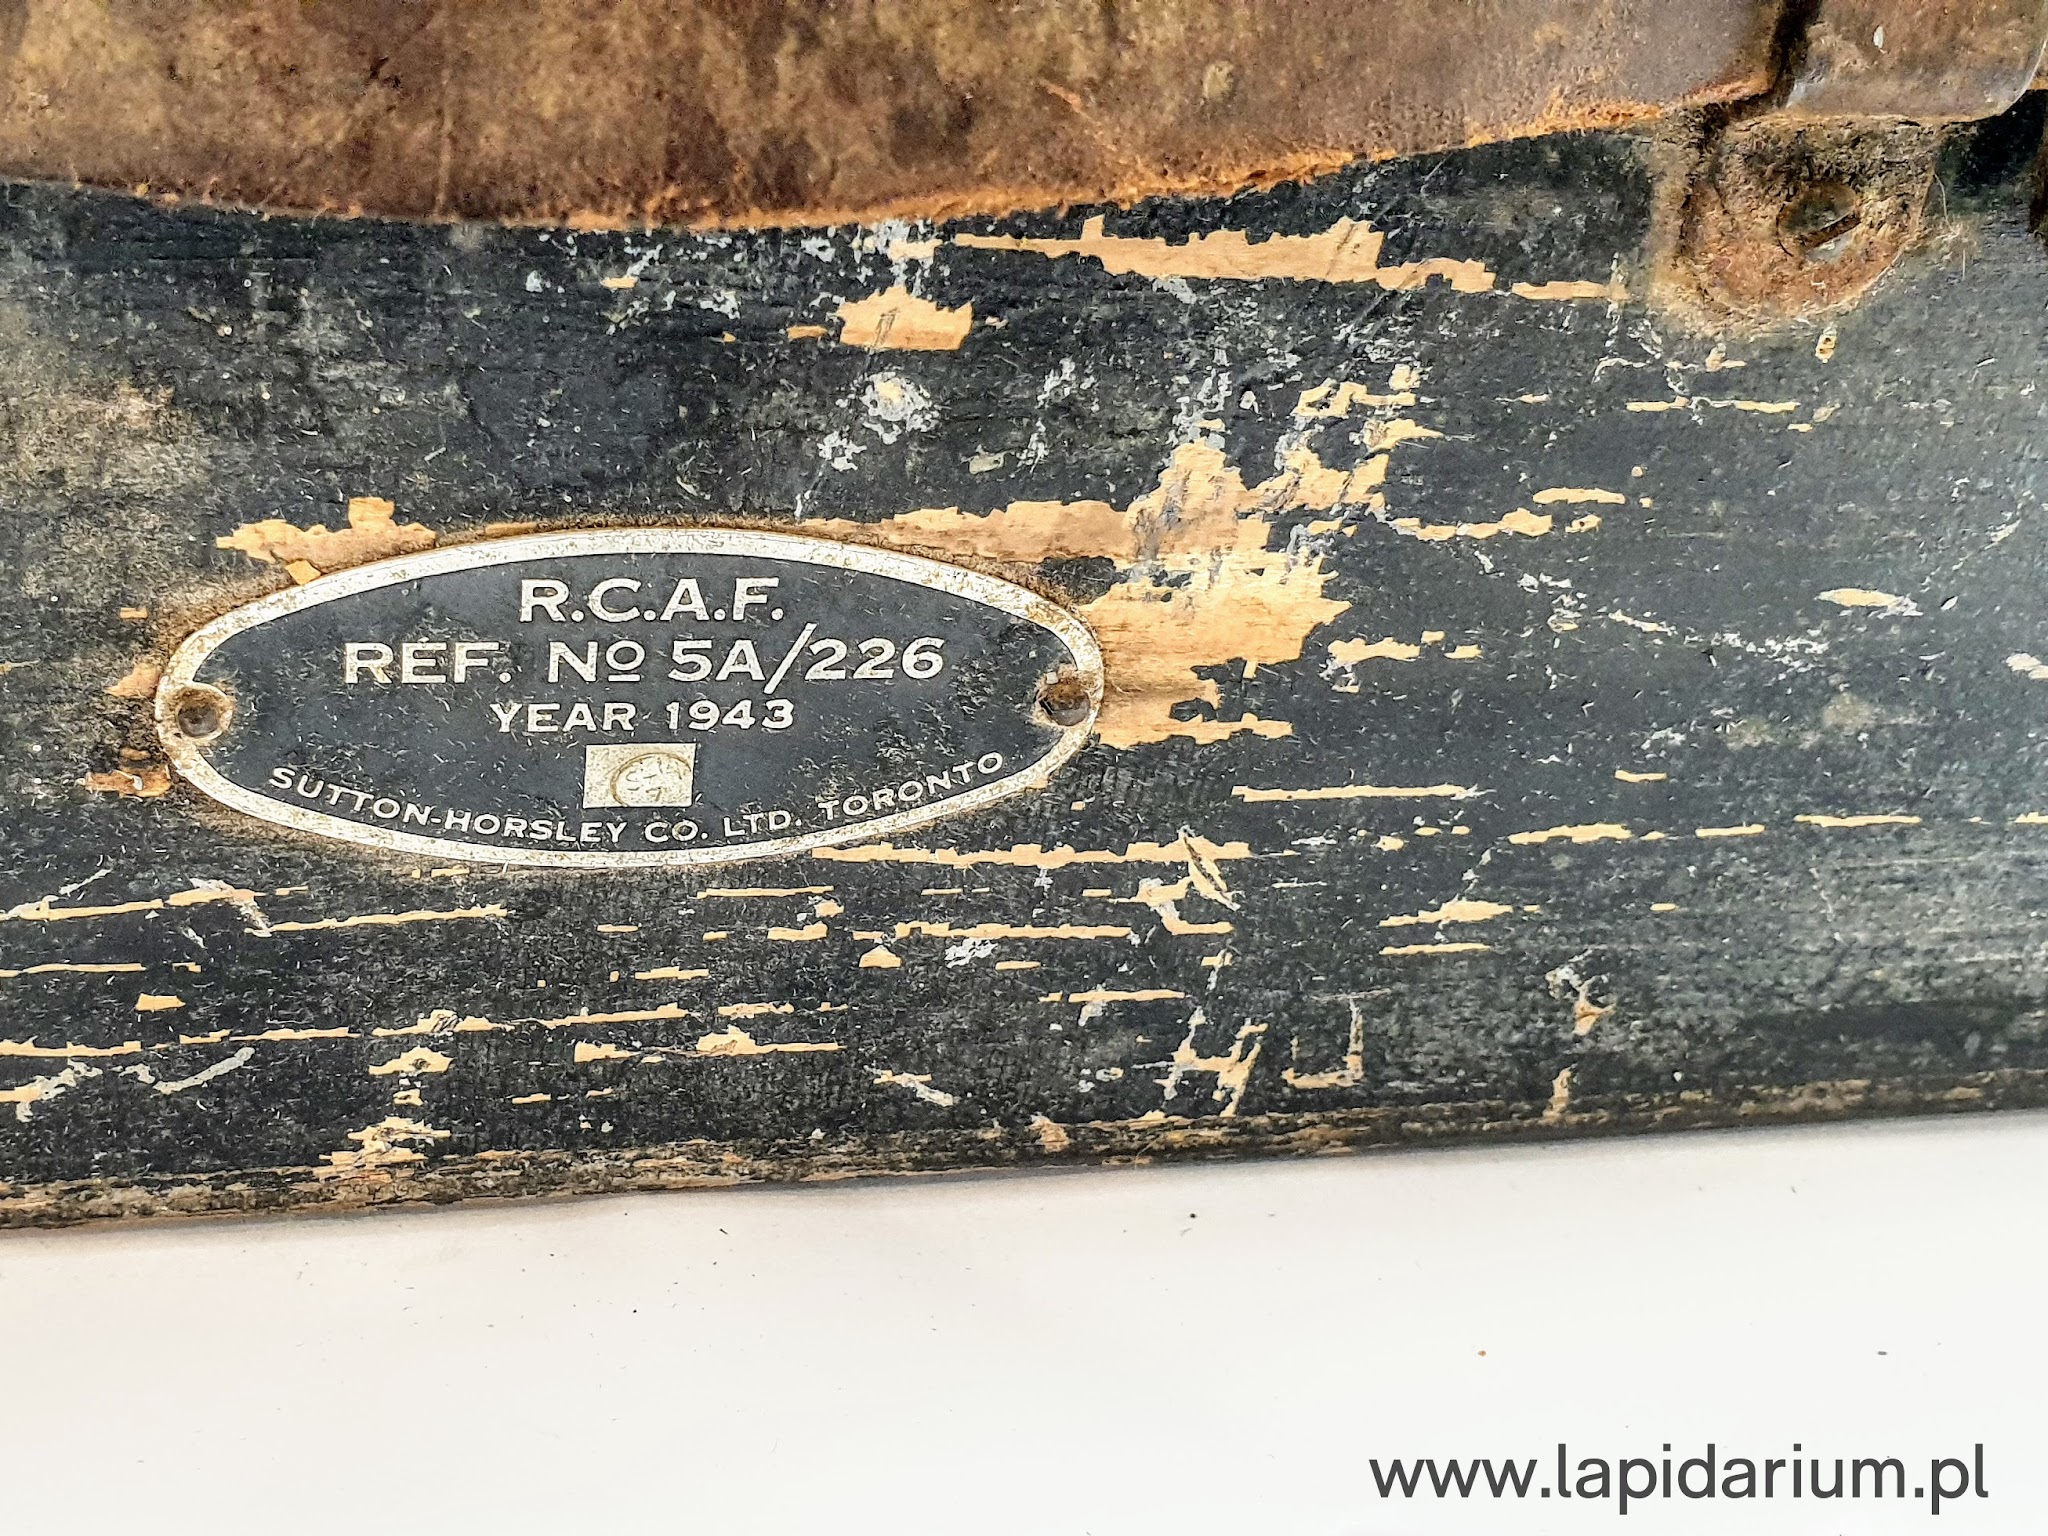 R.C.A.F.
REF. Nº 5A/226
YEAR 1943
SUTTON-HORSLEY CO. LTD. TORONTO
www.lapidarium.pl